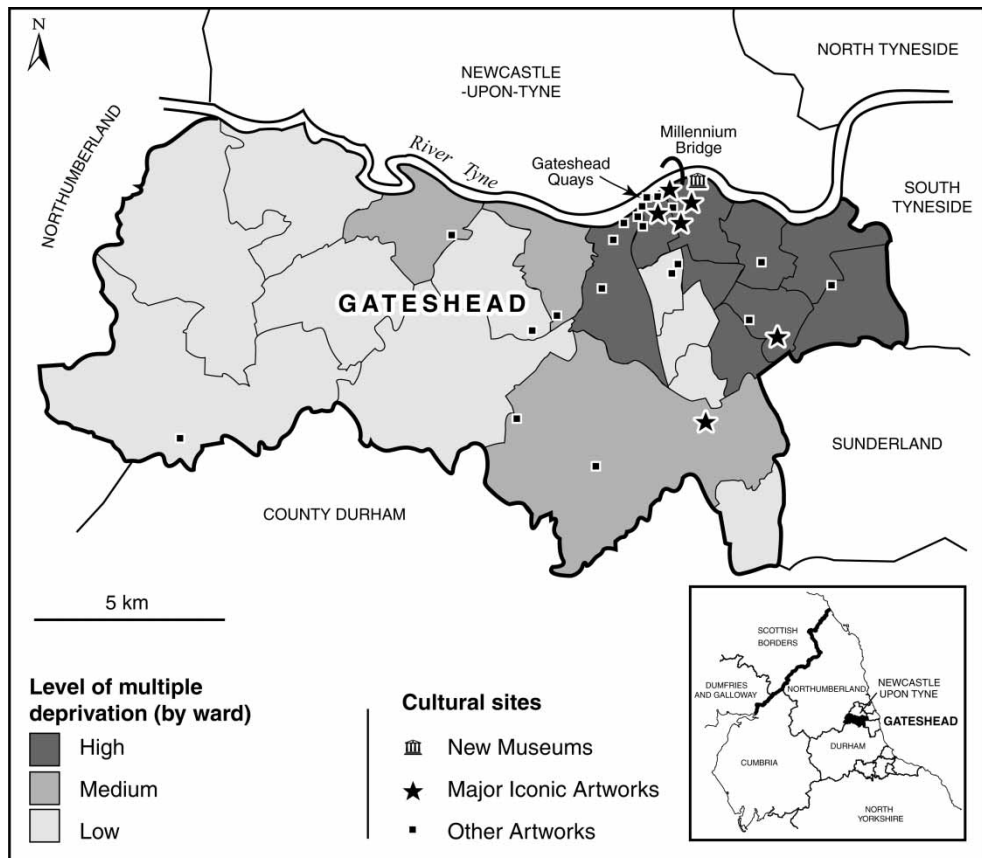 N
NORTH TYNESIDE
NEWCASTLE
-UPON-TYNE
NORTHUMBERLAND
River Tyne
Millennium
Bridge
Gateshead
Quays
SOUTH
TYNESIDE
GATESHEAD
SUNDERLAND
COUNTY DURHAM
5 km
Level of multiple
deprivation (by ward)
High
Medium
Low
Cultural sites
New Museums
Major Iconic Artworks
Other Artworks
SCOTTISH
BORDERS
DUMFRIES
AND GALLOWAY
NORTHUMBERLAND
NEWCASTLE
UPON TYNE
GATESHEAD
DURHAM
CUMBRIA
NORTH
YORKSHIRE